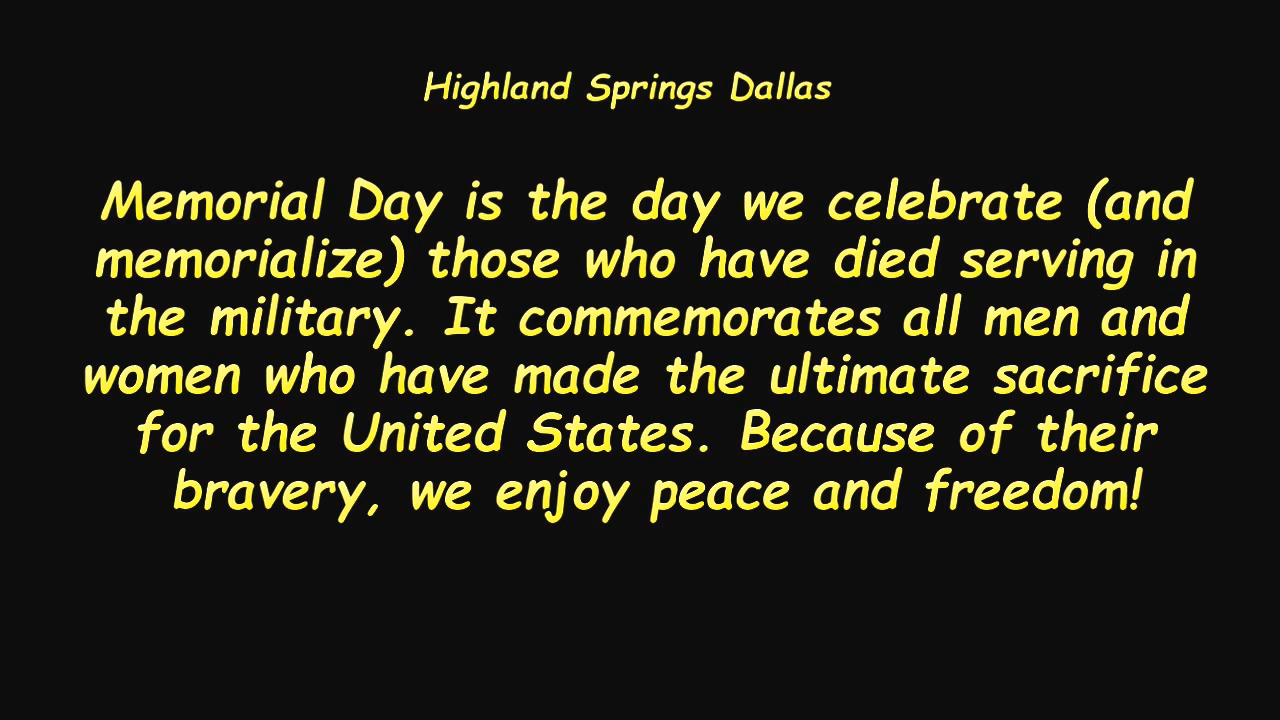 Highland Springs Dallas
Memorial Day is the day we celebrate (and
memorialize) those who have died serving in
the military. It commemorates all men and
women who have made the ultimate sacrifice
for the United States. Because of their
bravery, we enjoy peace and freedom!